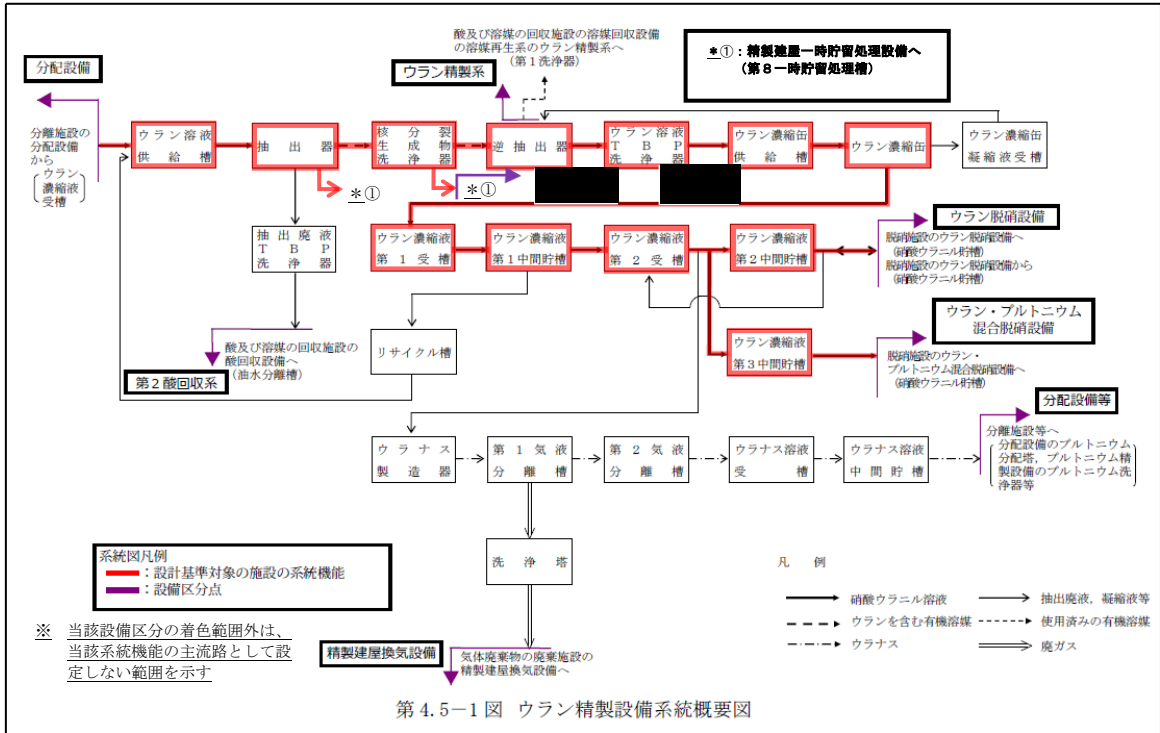 酸及び溶媒の回収施設の溶媒回収設備
の溶媒再生系のウラン精製系へ
(第1洗浄器)
*①:精製建屋一時貯留処理設備へ
(第8一時貯留処理槽)
分配設備
ウラン精製系
分離施設の
分配設備
から
ウラン
濃縮液
受槽
ウラン溶液
供給槽
抽出器
核分裂
生成物
洗浄器
逆抽出器
ウラン溶液
TBP
洗浄器
ウラン濃縮缶
供給槽
ウラン濃縮缶
ウラン濃縮缶
凝縮液受槽
*①
*①
抽出廃液
TBP
洗浄器
ウラン濃縮液
第1受槽
ウラン濃縮液
第1中間貯槽
ウラン濃縮液
第2受槽
ウラン濃縮液
第2中間貯槽
ウラン脱硝設備
脱硝施設のウラン脱硝設備へ
(硝酸ウラニル貯槽)
脱硝施設のウラン脱硝設備から
(硝酸ウラニル貯槽)
酸及び溶媒の回収施設の
酸回収設備へ
(油水分離槽)
第2酸回収系
リサイクル槽
ウラン濃縮液
第3中間貯槽
ウラン・プルトニウム
混合脱硝設備
脱硝施設のウラン・
プルトニウム混合脱硝設備へ
(硝酸ウラニル貯槽)
分配設備等
ウラナス
製造器
第1気液
分離槽
第2気液
分離槽
ウラナス溶液
受槽
ウラナス溶液
中間貯槽
分離施設等へ
分配設備のプルトニウム
分配塔,プルトニウム精
製設備のプルトニウム洗
浄器等
洗浄塔
系統図凡例
:設計基準対象の施設の系統機能
:設備区分点
※ 当該設備区分の着色範囲外は、
当該系統機能の主流路として設
定しない範囲を示す
精製建屋換気設備
気体廃棄物の廃棄施設の
精製建屋換気設備へ
凡例
硝酸ウラニル溶液
抽出廃液,凝縮液等
ウランを含む有機溶媒
使用済みの有機溶媒
ウラナス
廃ガス
第4.5-1図 ウラン精製設備系統概要図